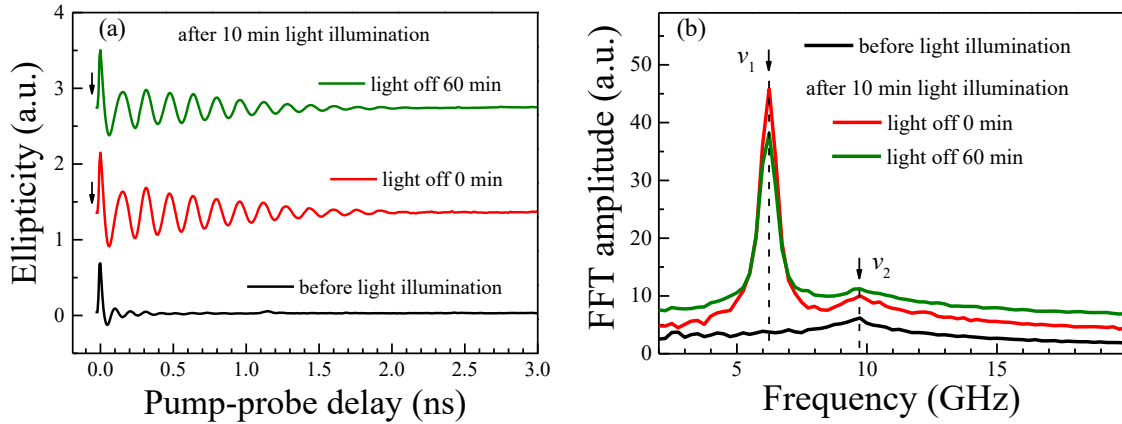 (a)
after 10 min light illumination
light off 60 min
light off 0 min
before light illumination
Ellipticity (a.u.)
4
3
2
1
0
0.0 0.5 1.0 1.5 2.0 2.5 3.0
Pump-probe delay (ns)
(b)
before light illumination
after 10 min light illumination
light off 0 min
light off 60 min
v1
v2
FFT amplitude (a.u.)
50
40
30
20
10
0
5 10 15
Frequency (GHz)